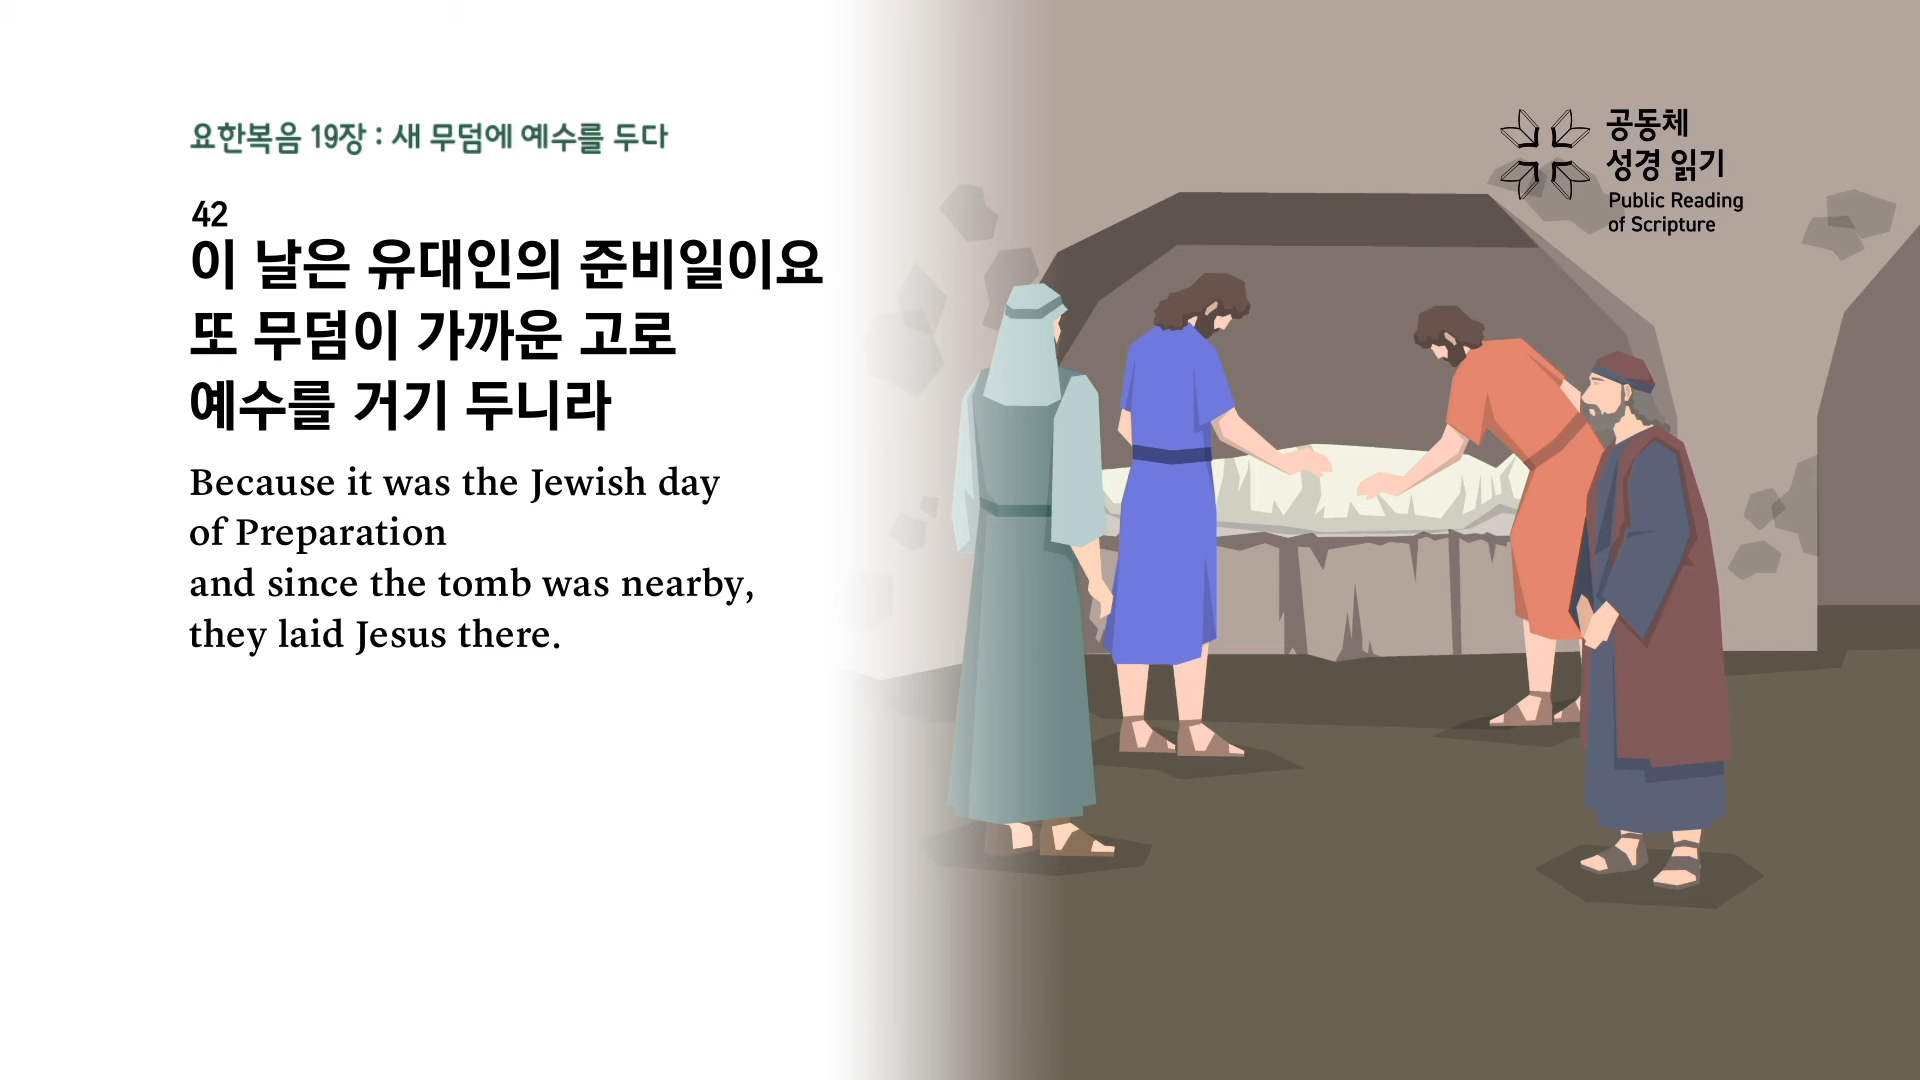 요한복음 19장 : 새 무덤에 예수를 두다
42
이 날은 유대인의 준비일이요
또 무덤이 가까운 고로
예수를 거기 두니라
Because it was the Jewish day
of Preparation
and since the tomb was nearby,
they laid Jesus there.
공동체
성경 읽기
Public Reading
of Scripture